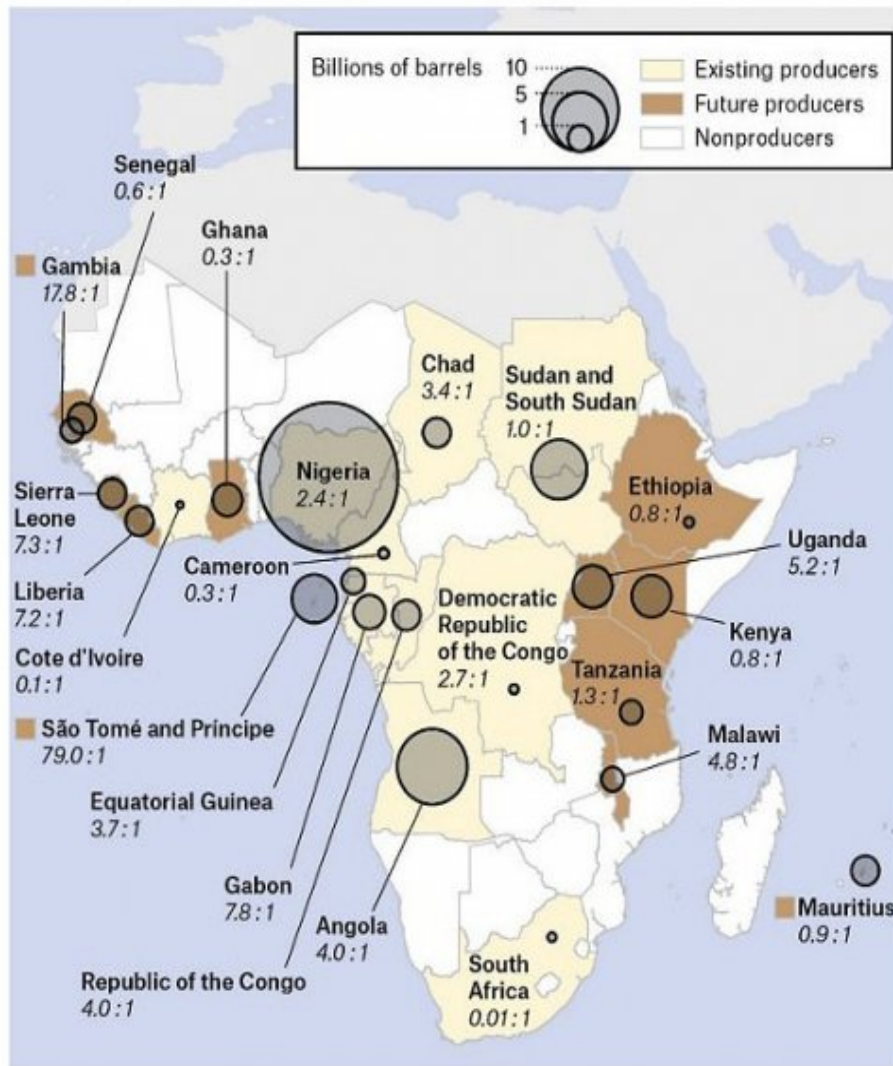 Billions of barrels
10
5
1
Existing producers
Future producers
Nonproducers
Senegal
0.6 : 1
Ghana
0.3 : 1
Gambia
17.8 : 1
Chad
3.4 : 1
Sudan and
South Sudan
1.0 : 1
Nigeria
2.4 : 1
Ethiopia
0.8 : 1
Sierra
Leone
7.3 : 1
Uganda
5.2 : 1
Cameroon
0.3 : 1
Liberia
7.2 : 1
Democratic
Republic
of the Congo
2.7 : 1
Kenya
0.8 : 1
Cote d'Ivoire
0.1 : 1
Tanzania
1.3 : 1
São Tomé and Príncipe
79.0 : 1
Malawi
4.8 : 1
Equatorial Guinea
3.7 : 1
Gabon
7.8 : 1
Angola
4.0 : 1
Mauritius
0.9 : 1
Republic of the Congo
4.0 : 1
South
Africa
0.01 : 1